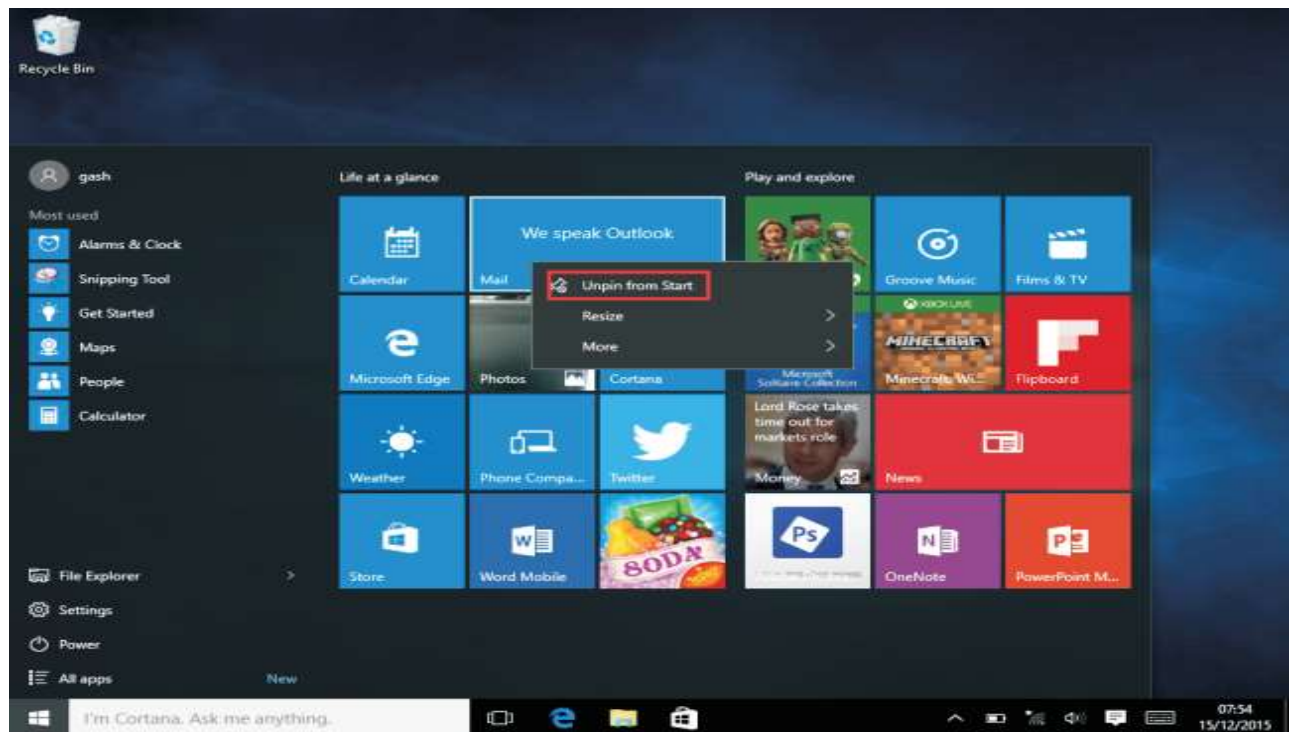 Recycle Bin
gash
Life at a glance
Play and explore
Most used
Alarms & Clock
Snipping Tool
Get Started
Maps
People
Calculator
File Explorer
Settings
Power
All apps
New
Calendar
We speak Outlook
Mail
Groove Music
Films & TV
Unpin from Start
Resize
More
Microsoft Edge
Photos
Cortana
Microsoft
Solitaire Collection
XBOX LIVE
MINECRAFT
Minecraft: Wi...
Flipboard
Weather
Phone Compa...
Twitter
Lord Rose takes
time out for
markets role
Money
News
Store
W
Word Mobile
SODA
Ps
N
OneNote
P
PowerPoint M...
I'm Cortana. Ask me anything.
07:54
15/12/2015